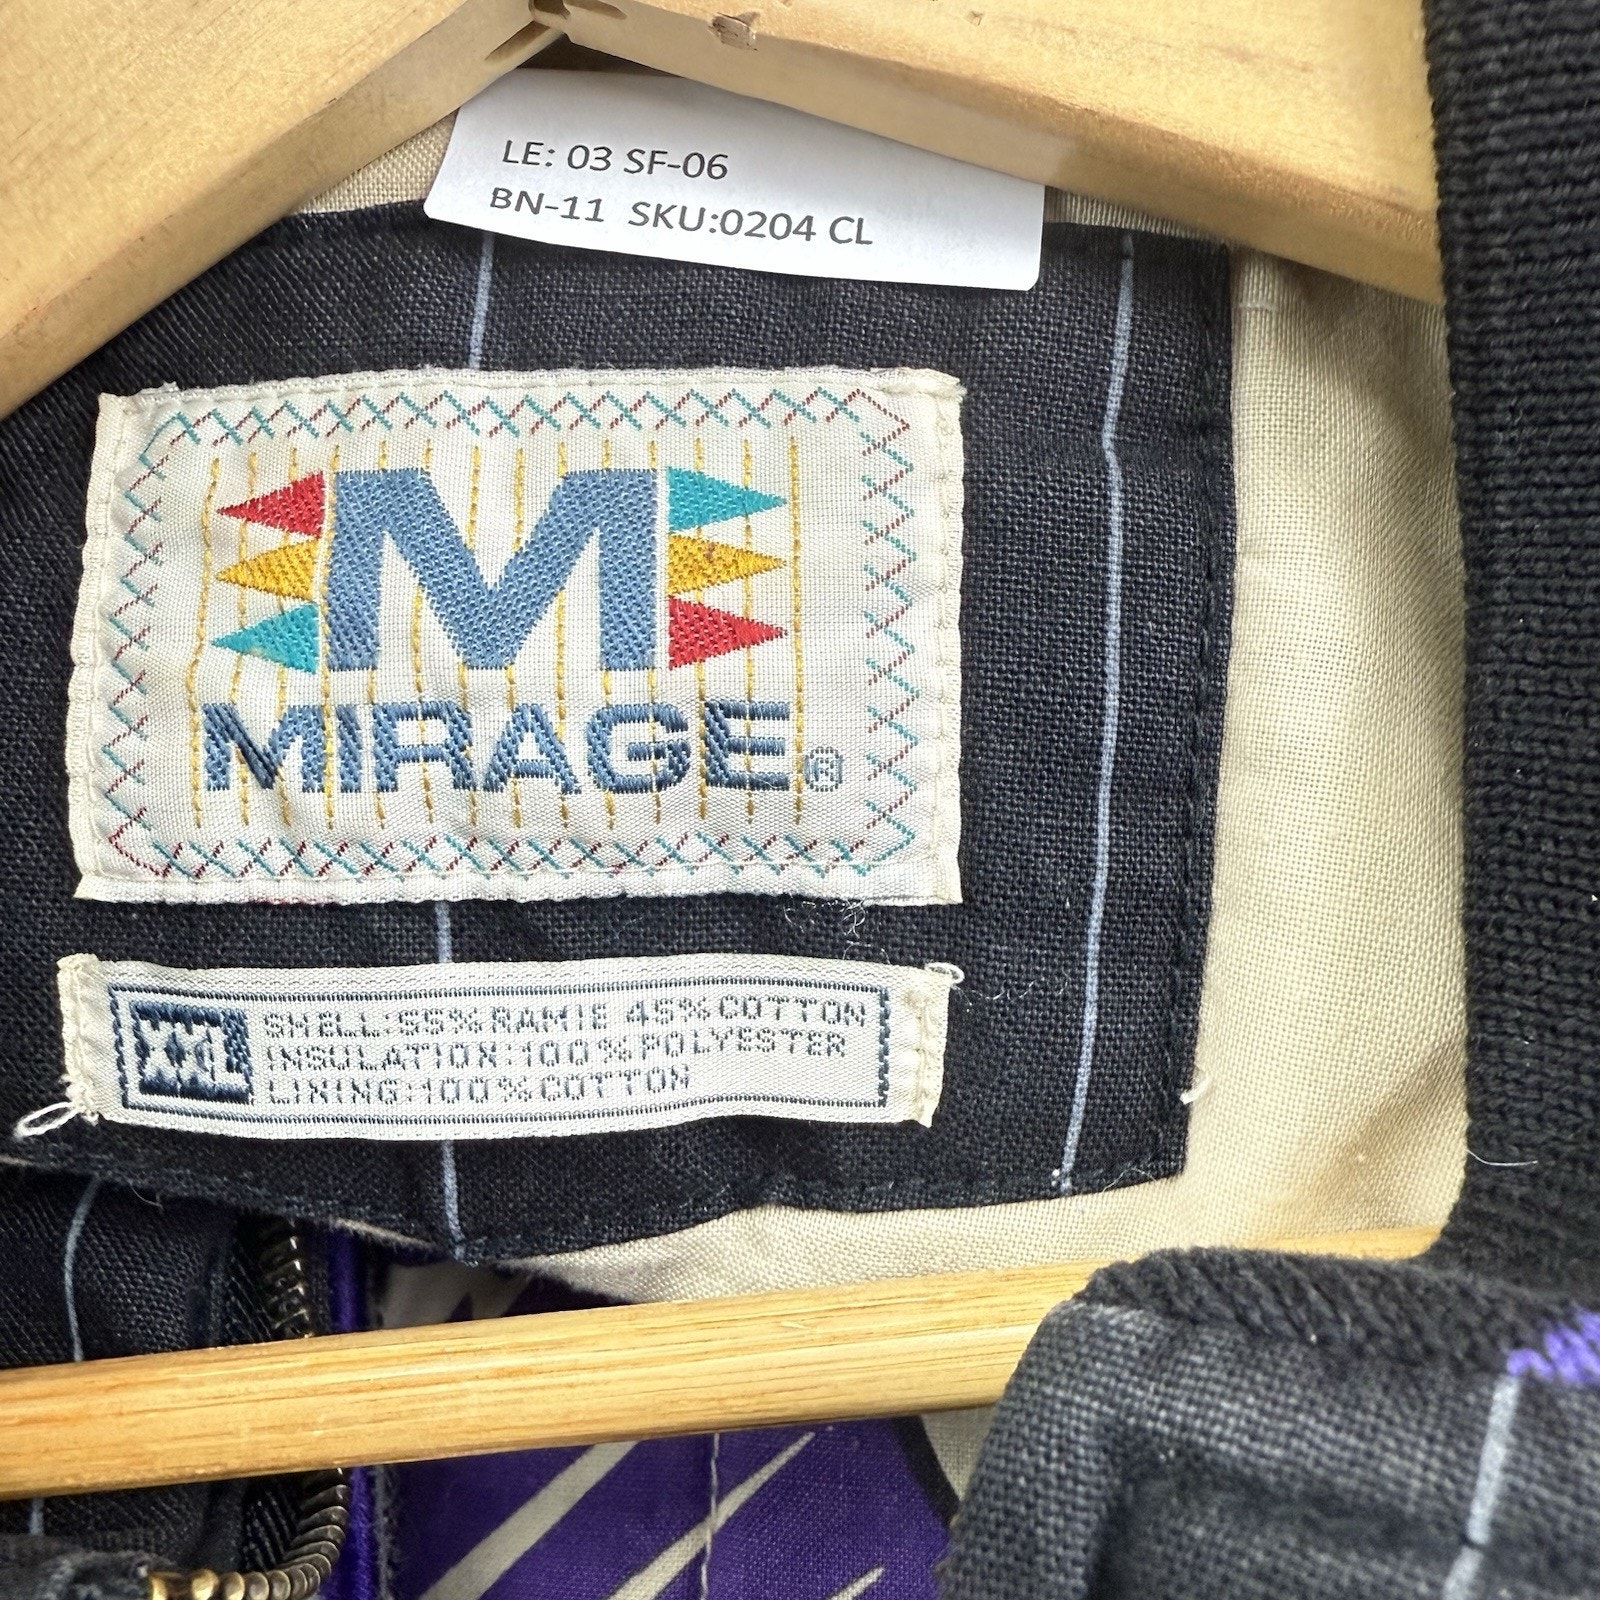 LE: 03 SF-06
BN-11 SKU:0204 CL
M
MIRAGE®
XXL
SHELL:55%RAMIE 45%COTTON
INSULATION:100%POLYESTER
LINING:100%COTTON